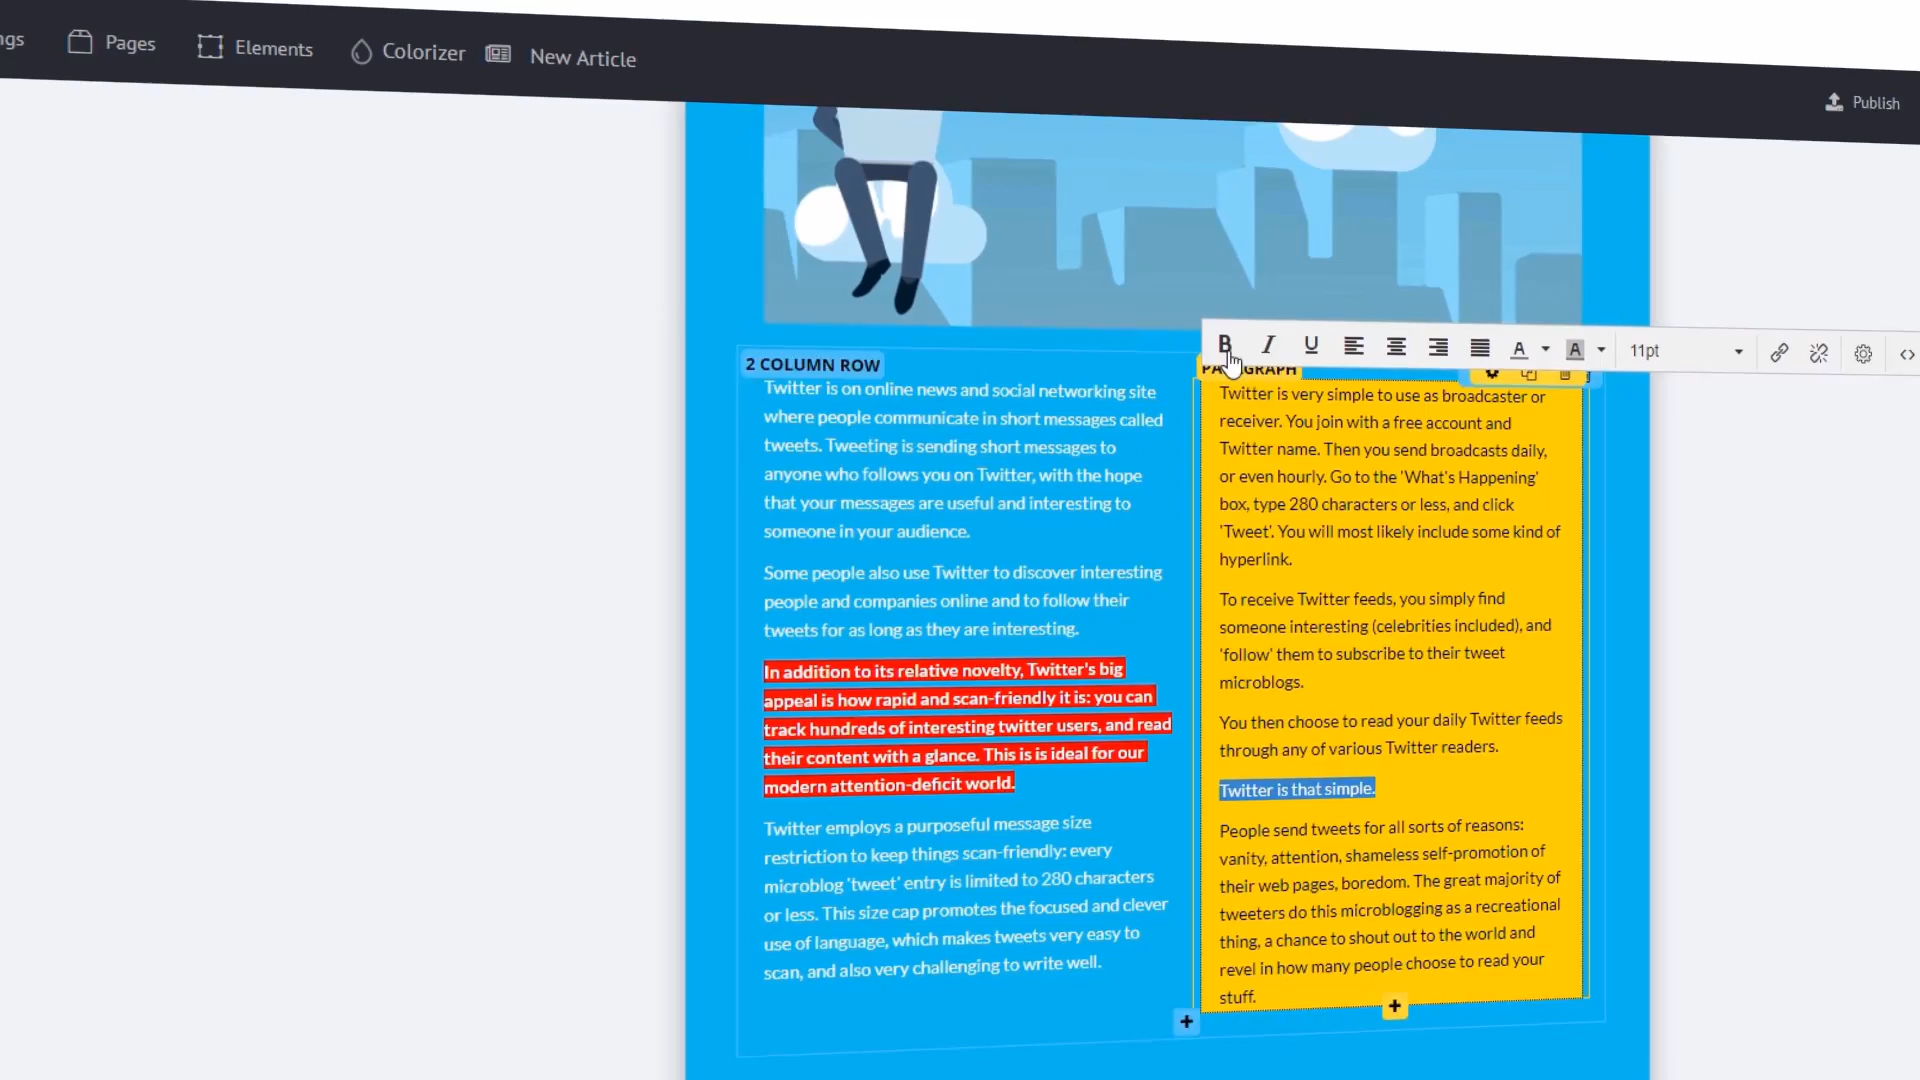 Pages
Elements
Colorizer
New Article
Publish
B I U
A
A
11pt
2 COLUMN ROW
Twitter is on online news and social networking site
where people communicate in short messages called
tweets. Tweeting is sending short messages to
anyone who follows you on Twitter, with the hope
that your messages are useful and interesting to
someone in your audience.
Some people also use Twitter to discover interesting
people and companies online and to follow their
tweets for as long as they are interesting.
In addition to its relative novelty, Twitter's big
appeal is how rapid and scan-friendly it is: you can
track hundreds of interesting twitter users, and read
their content with a glance. This is is ideal for our
modern attention-deficit world.
Twitter employs a purposeful message size
restriction to keep things scan-friendly: every
microblog 'tweet' entry is limited to 280 characters
or less. This size cap promotes the focused and clever
use of language, which makes tweets very easy to
scan, and also very challenging to write well.
Twitter is very simple to use as broadcaster or
receiver. You join with a free account and
Twitter name. Then you send broadcasts daily,
or even hourly. Go to the 'What's Happening'
box, type 280 characters or less, and click
'Tweet'. You will most likely include some kind of
hyperlink.
To receive Twitter feeds, you simply find
someone interesting (celebrities included), and
'follow' them to subscribe to their tweet
microblogs.
You then choose to read your daily Twitter feeds
through any of various Twitter readers.
Twitter is that simple.
People send tweets for all sorts of reasons:
vanity, attention, shameless self-promotion of
their web pages, boredom. The great majority of
tweeters do this microblogging as a recreational
thing, a chance to shout out to the world and
revel in how many people choose to read your
stuff.